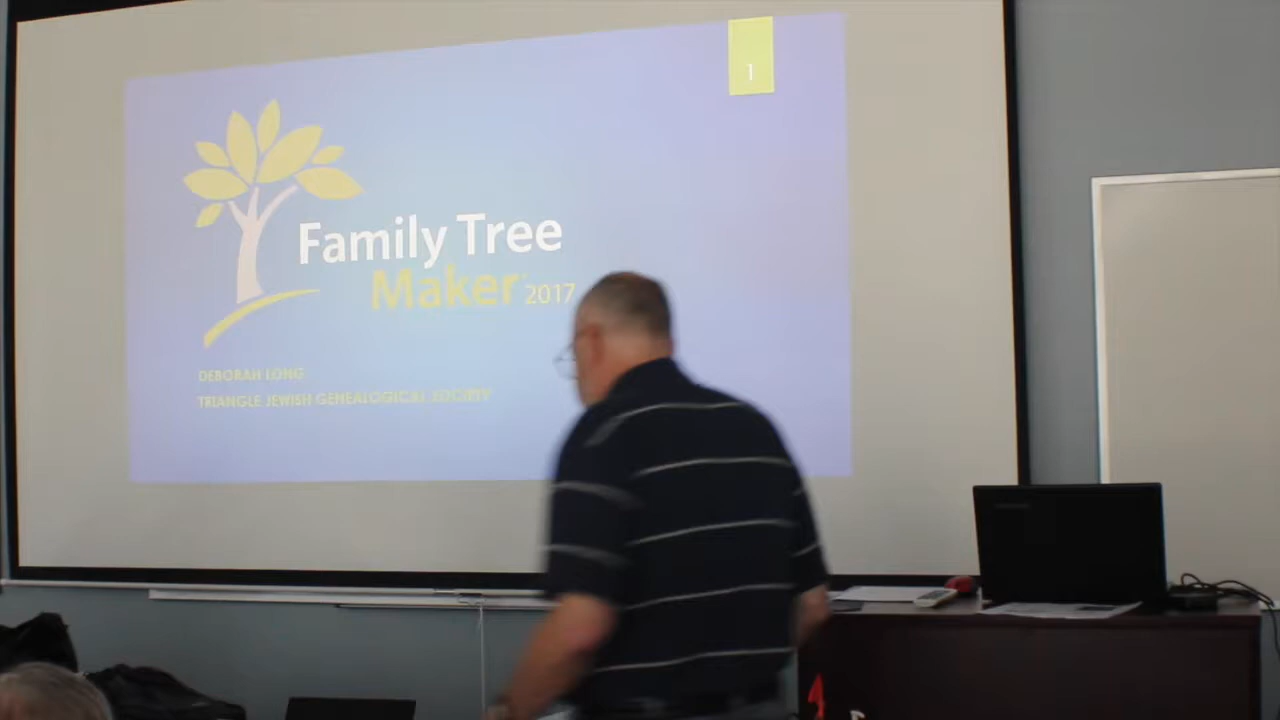 1
Family Tree
Maker 2017
DEBORAH LONG
TRIANGLE JEWISH GENEALOGICAL SOCIETY